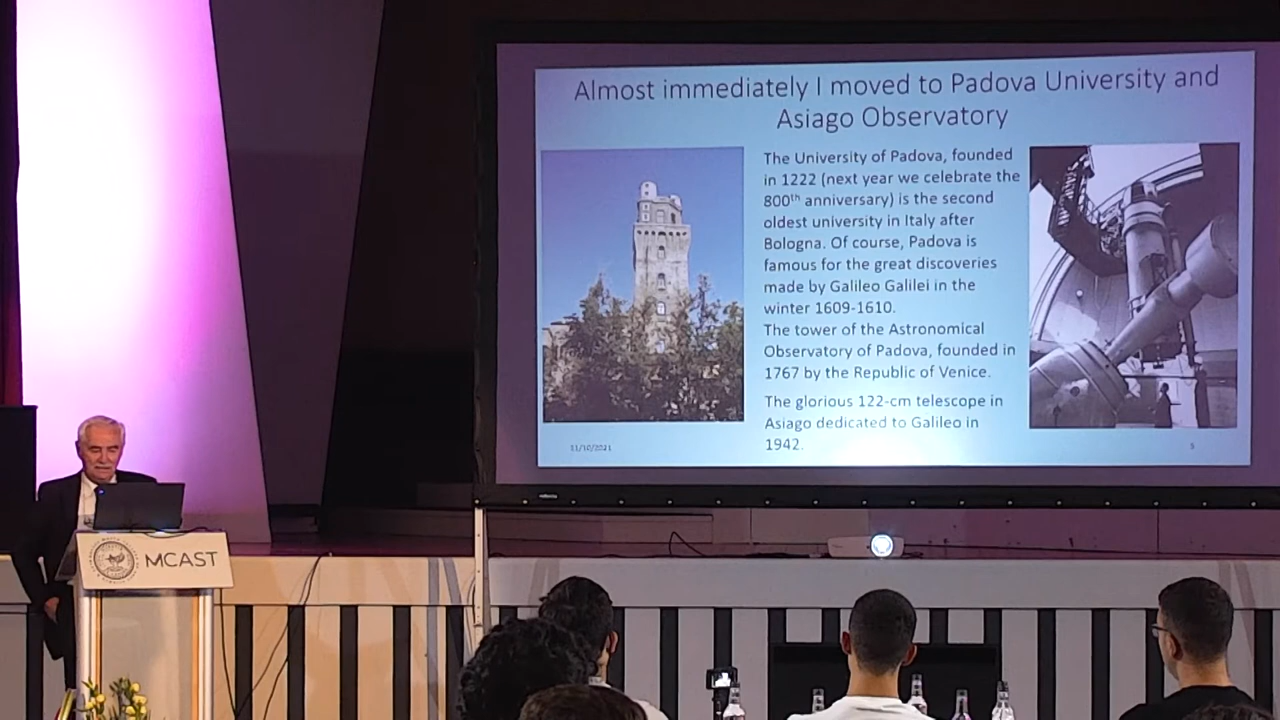 Almost immediately I moved to Padova University and
Asiago Observatory
The University of Padova, founded
in 1222 (next year we celebrate the
800th anniversary) is the second
oldest university in Italy after
Bologna. Of course, Padova is
famous for the great discoveries
made by Galileo Galilei in the
winter 1609-1610.
The tower of the Astronomical
Observatory of Padova, founded in
1767 by the Republic of Venice.
The glorious 122-cm telescope in
Asiago dedicated to Galileo in
1942.
11/10/2021
5
MCAST